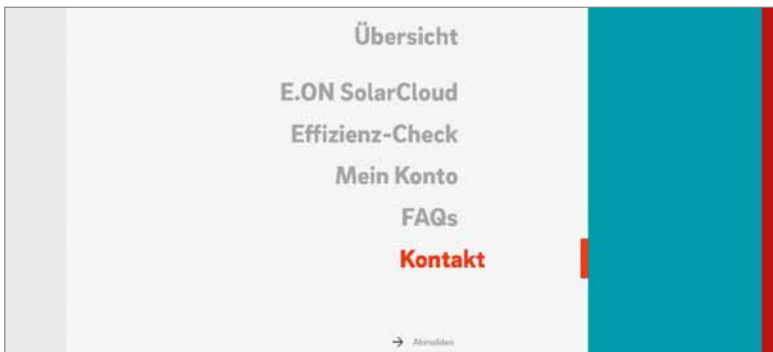 Übersicht
E.ON SolarCloud
Effizienz-Check
Mein Konto
FAQs
Kontakt
Abmelden